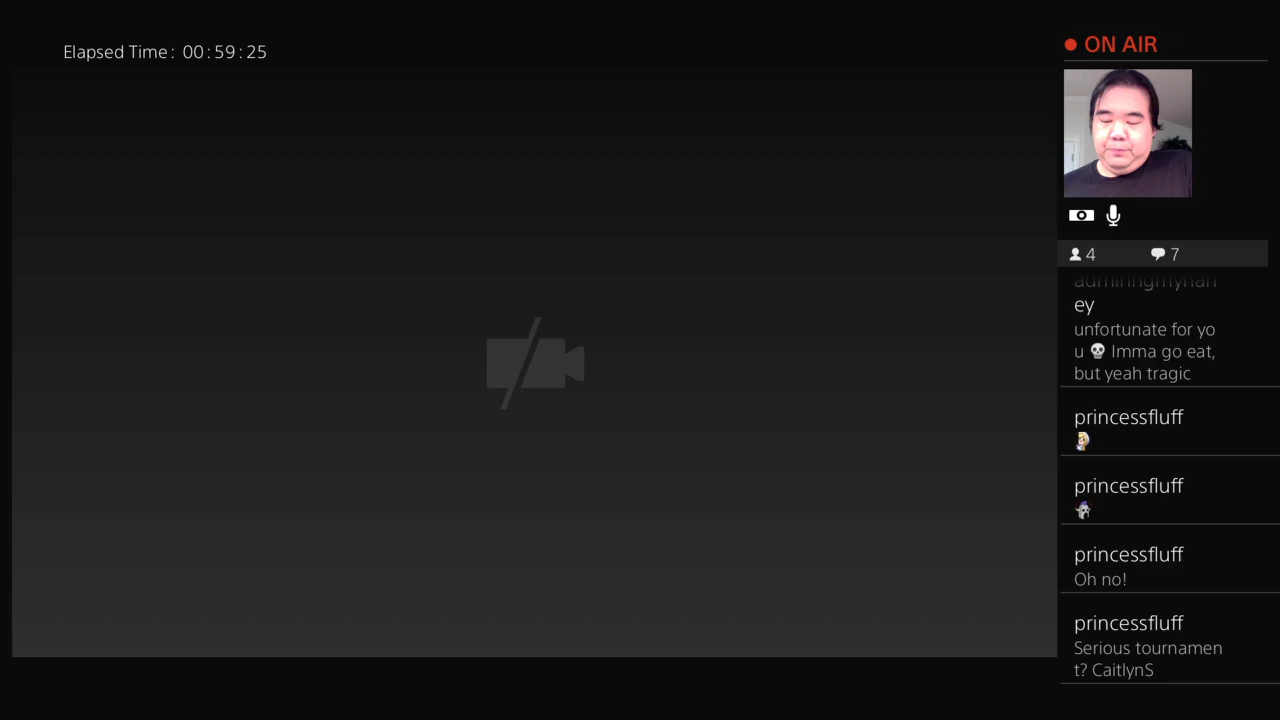 Elapsed Time: 00:59:25
ON AIR
4
7
ey
unfortunate for yo
u 💀 Imma go eat,
but yeah tragic
princessfluff
princessfluff
princessfluff
Oh no!
princessfluff
Serious tournamen
t? CaitlynS